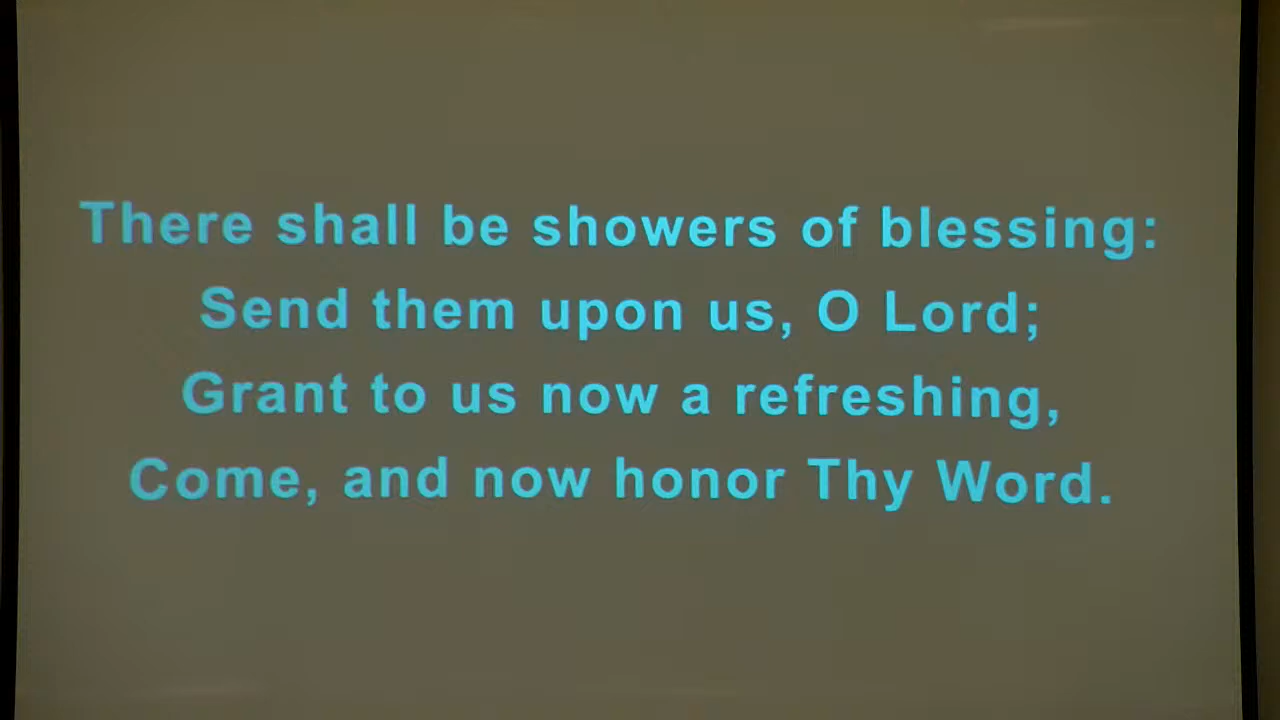 There shall be showers of blessing:
Send them upon us, O Lord;
Grant to us now a refreshing,
Come, and now honor Thy Word.